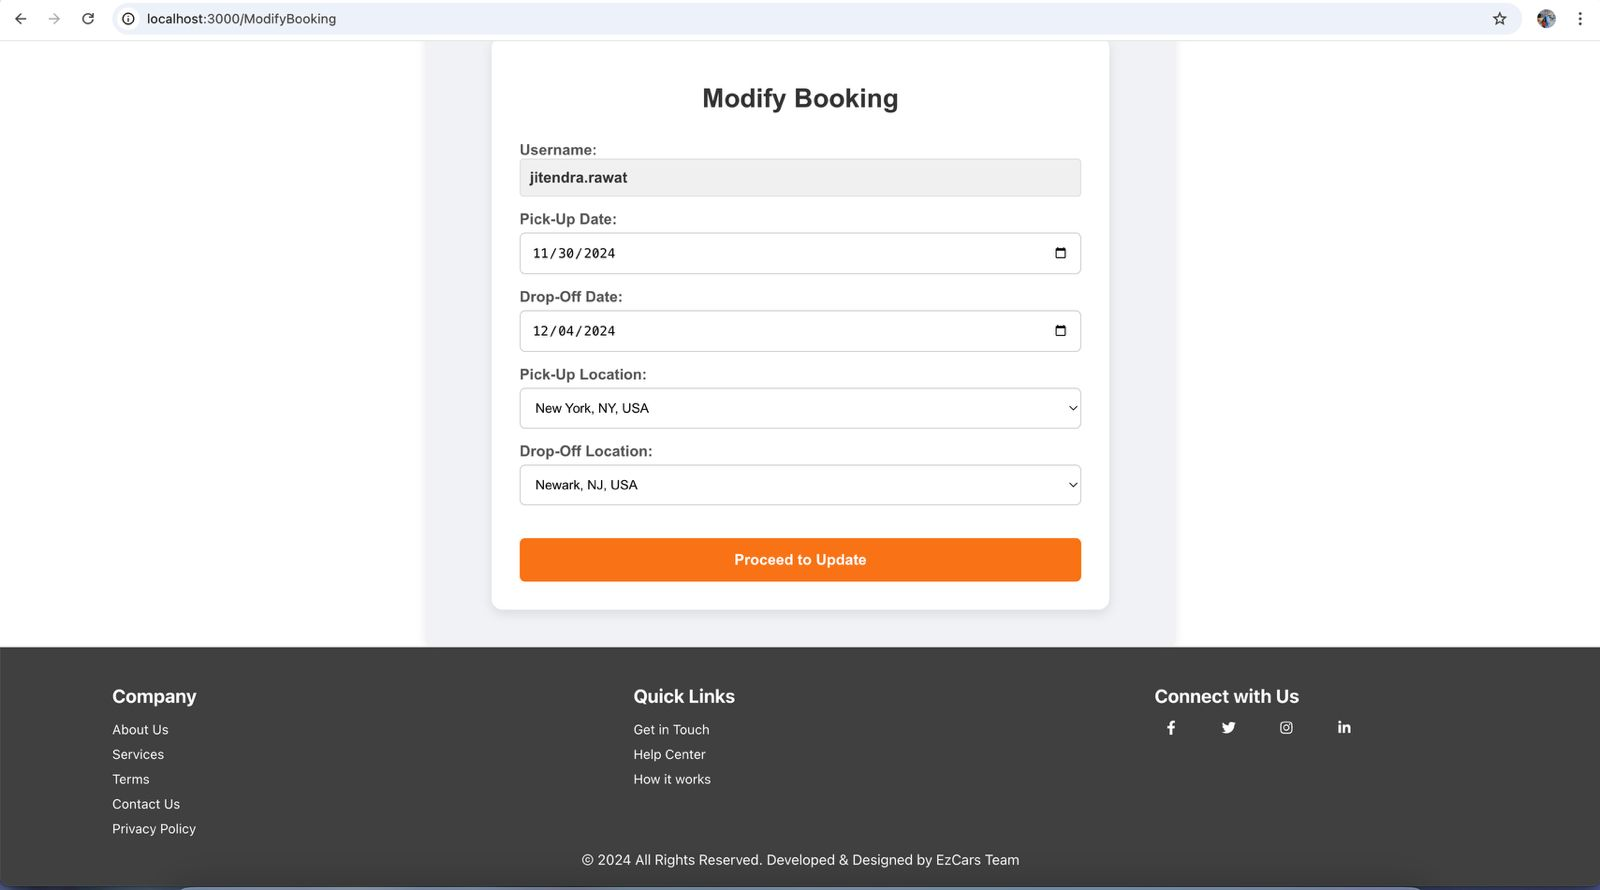 localhost:3000/ModifyBooking
Modify Booking
Username:
jitendra.rawat
Pick-Up Date:
11/30/2024
Drop-Off Date:
12/04/2024
Pick-Up Location:
New York, NY, USA
Drop-Off Location:
Newark, NJ, USA
Proceed to Update
Company
About Us
Services
Terms
Contact Us
Privacy Policy
Quick Links
Get in Touch
Help Center
How it works
Connect with Us
© 2024 All Rights Reserved. Developed & Designed by EzCars Team